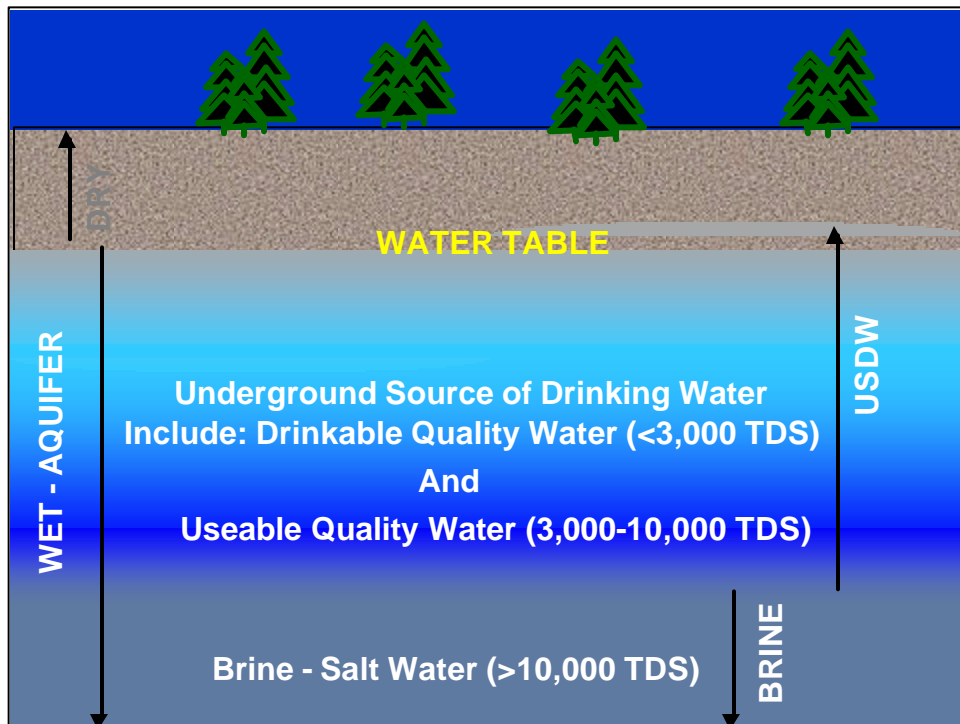 DRY
WATER TABLE
WET - AQUIFER
USDW
Underground Source of Drinking Water
Include: Drinkable Quality Water (<3,000 TDS)
And
Useable Quality Water (3,000-10,000 TDS)
BRINE
Brine - Salt Water (>10,000 TDS)